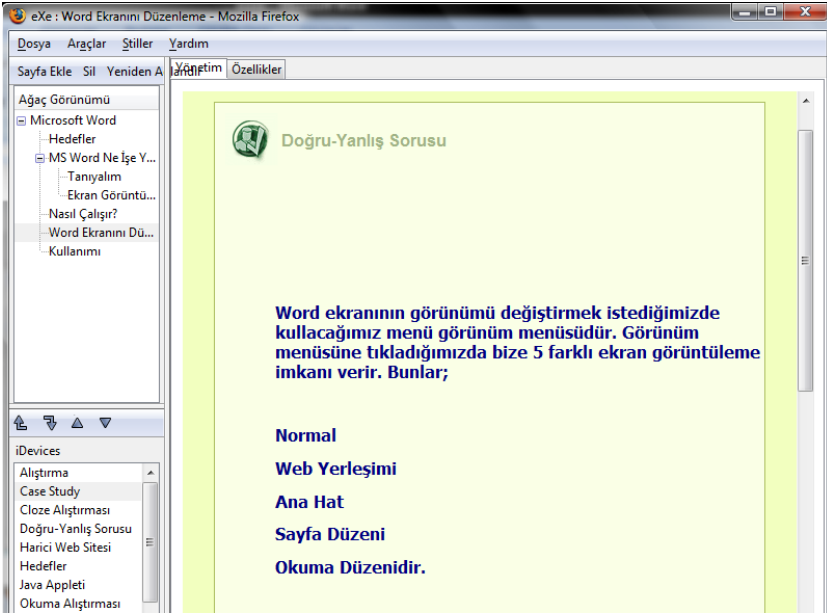 eXe : Word Ekranını Düzenleme - Mozilla Firefox
Dosya Araçlar Stiller Yardım
Sayfa Ekle Sil Yeniden Adlandır
Yönetim Özellikler
Ağaç Görünümü
Microsoft Word
Hedefler
MS Word Ne İşe Y...
Tanıyalım
Ekran Görüntü...
Nasıl Çalışır?
Word Ekranını Dü...
Kullanımı
iDevices
Alıştırma
Case Study
Cloze Alıştırması
Doğru-Yanlış Sorusu
Harici Web Sitesi
Hedefler
Java Appleti
Okuma Alıştırması
Doğru-Yanlış Sorusu
Word ekranının görünümü değiştirmek istediğimizde
kullacağımız menü görünüm menüsüdür. Görünüm
menüsüne tıkladığımızda bize 5 farklı ekran görüntüleme
imkanı verir. Bunlar;
Normal
Web Yerleşimi
Ana Hat
Sayfa Düzeni
Okuma Düzenidir.